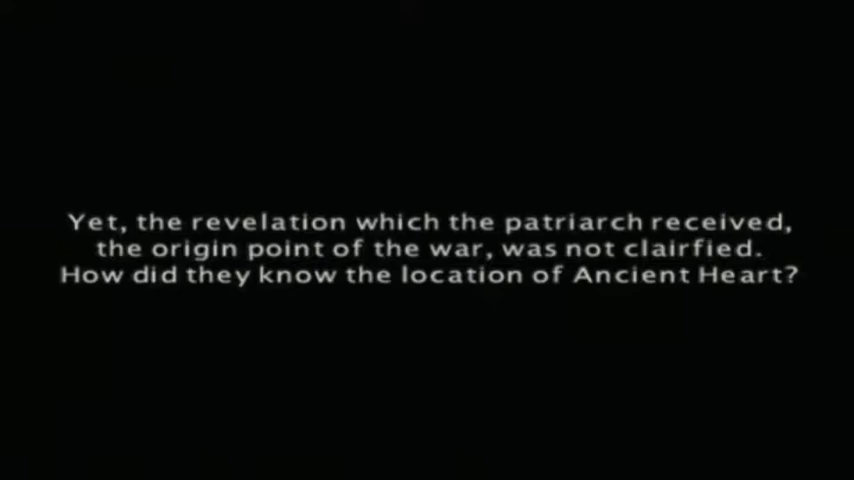 Yet, the revelation which the patriarch received,
the origin point of the war, was not clairfied.
How did they know the location of Ancient Heart?